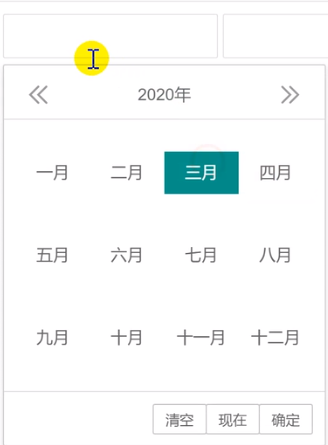 2020年
一月 二月 三月 四月
五月 六月 七月 八月
九月 十月 十一月 十二月
清空 现在 确定